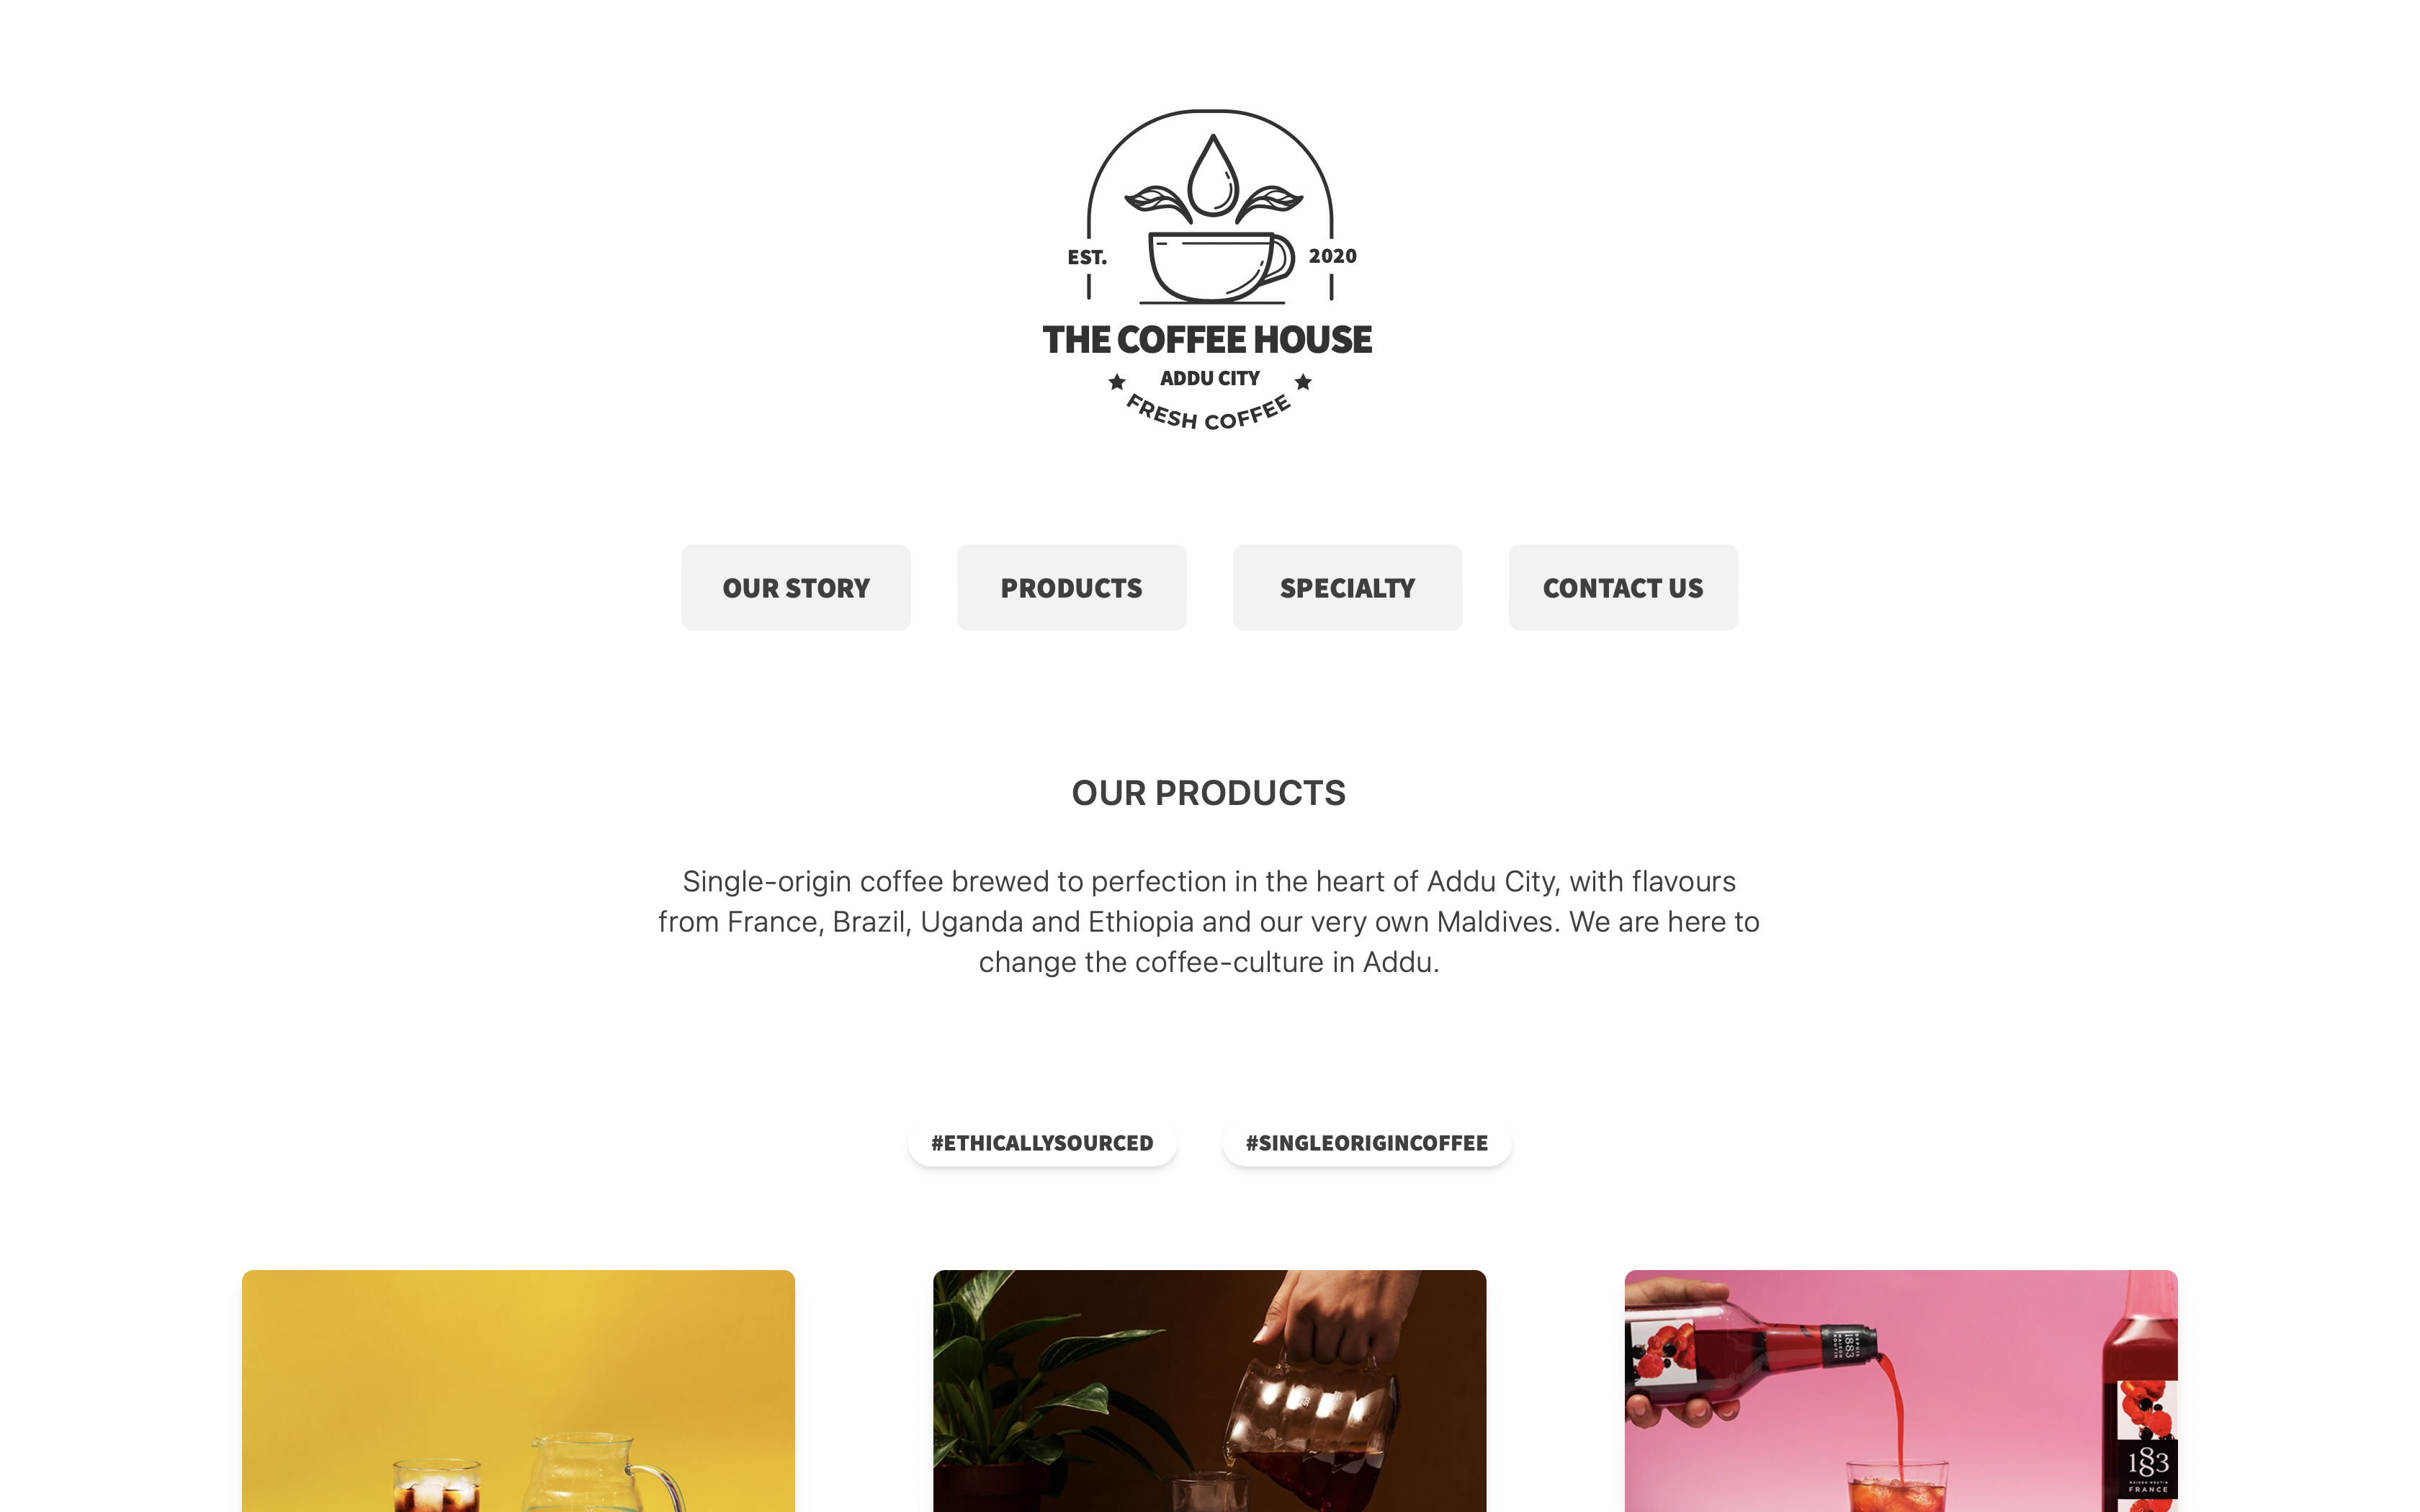 EST.
2020
THE COFFEE HOUSE
ADDU CITY
FRESH COFFEE
OUR STORY
PRODUCTS
SPECIALTY
CONTACT US
OUR PRODUCTS
Single-origin coffee brewed to perfection in the heart of Addu City, with flavours
from France, Brazil, Uganda and Ethiopia and our very own Maldives. We are here to
change the coffee-culture in Addu.
#ETHICALLYSOURCED
#SINGLEORIGINCOFFEE
1883
1883
MAISON ROUTIN
FRANCE